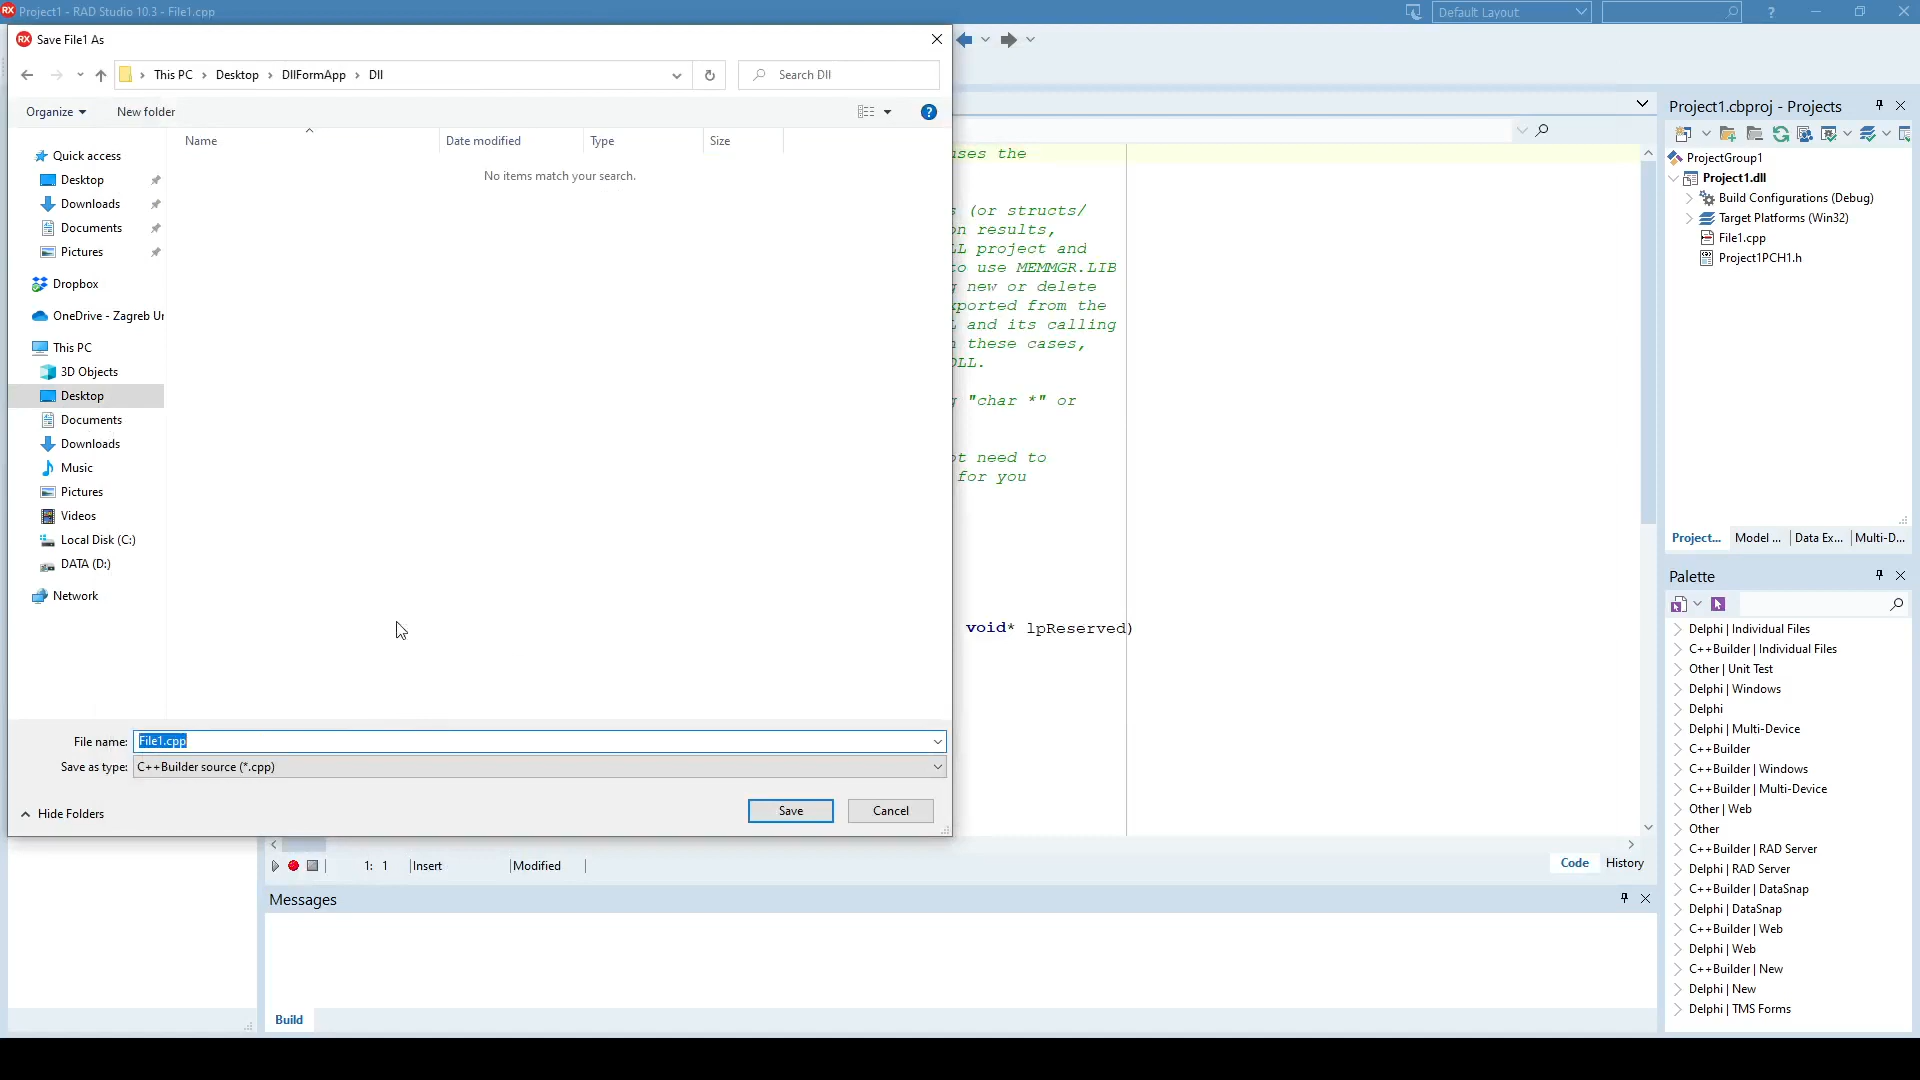 Project1 - RAD Studio 10.3 - File1.cpp
Default Layout
?
Save File1 As
This PC > Desktop > DllFormApp > Dll
Search Dll
Organize
New folder
?
Name
Date modified
Type
Size
No items match your search.
Quick access
Desktop
Downloads
Documents
Pictures
Dropbox
OneDrive - Zagreb Ur
This PC
3D Objects
Desktop
Documents
Downloads
Music
Pictures
Videos
Local Disk (C:)
DATA (D:)
Network
File name: File1.cpp
Save as type: C++Builder source (*.cpp)
Hide Folders
Save
Cancel
uses the
(or structs/
on results,
LL project and
to use MEMMGR.LIB
new or delete
xported from the
and its calling
these cases,
DLL.
"char *" or
ot need to
for you
void* lpReserved)
1: 1
Insert
Modified
Code
History
Messages
Build
Project1.cbproj - Projects
ProjectGroup1
Project1.dll
Build Configurations (Debug)
Target Platforms (Win32)
File1.cpp
Project1PCH1.h
Project...
Model ...
Data Ex...
Multi-D...
Palette
Delphi | Individual Files
C++Builder | Individual Files
Other | Unit Test
Delphi | Windows
Delphi
Delphi | Multi-Device
C++Builder
C++Builder | Windows
C++Builder | Multi-Device
Other | Web
Other
C++Builder | RAD Server
Delphi | RAD Server
C++Builder | DataSnap
Delphi | DataSnap
C++Builder | Web
Delphi | Web
C++Builder | New
Delphi | New
Delphi | TMS Forms